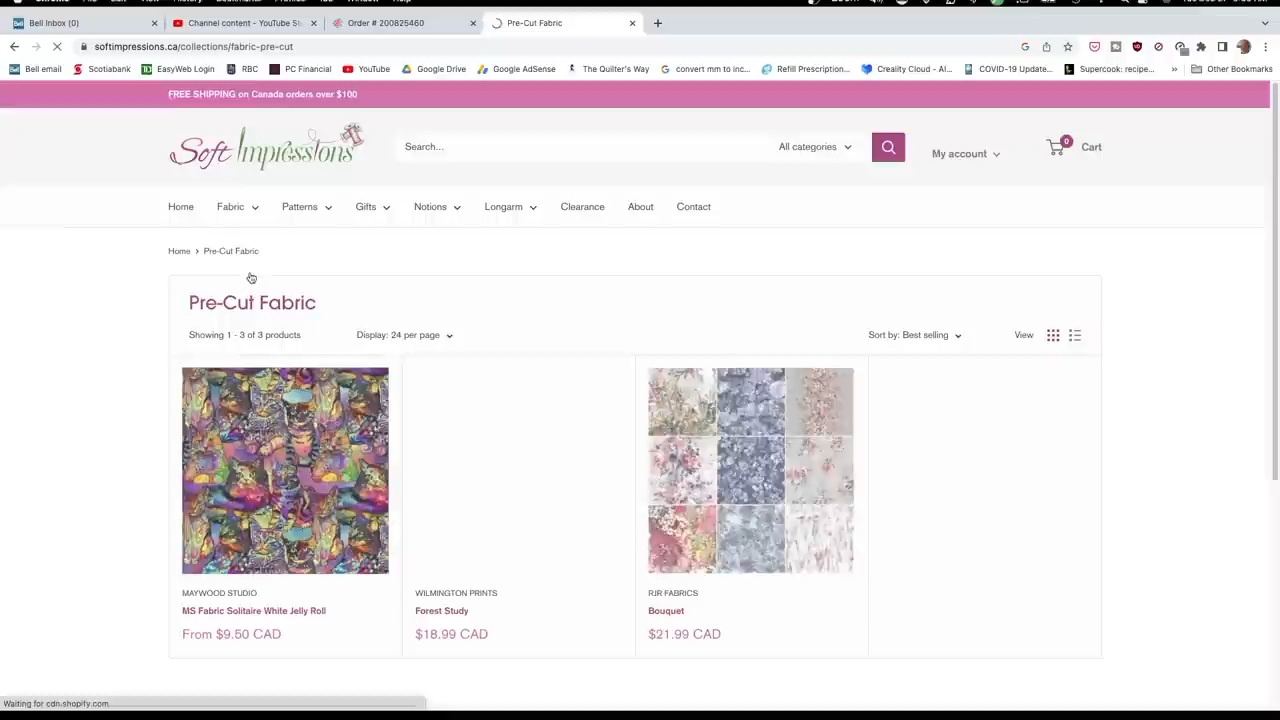 Bell Inbox (0)
Channel content - YouTube St
Order # 200825460
Pre-Cut Fabric
softimpressions.ca/collections/fabric-pre-cut
Bell email
Scotiabank
EasyWeb Login
RBC
PC Financial
YouTube
Google Drive
Google AdSense
The Quilter's Way
convert mm to inc...
Refill Prescription...
Creality Cloud - AI...
COVID-19 Update...
Supercook: recipe...
»
Other Bookmarks
FREE SHIPPING on Canada orders over $100
Soft Impressions
Search...
All categories
My account
0
Cart
Home
Fabric
Patterns
Gifts
Notions
Longarm
Clearance
About
Contact
Home > Pre-Cut Fabric
Pre-Cut Fabric
Showing 1 - 3 of 3 products
Display: 24 per page
Sort by: Best selling
View
MAYWOOD STUDIO
MS Fabric Solitaire White Jelly Roll
From $9.50 CAD
WILMINGTON PRINTS
Forest Study
$18.99 CAD
RJR FABRICS
Bouquet
$21.99 CAD
Waiting for cdn.shopify.com...